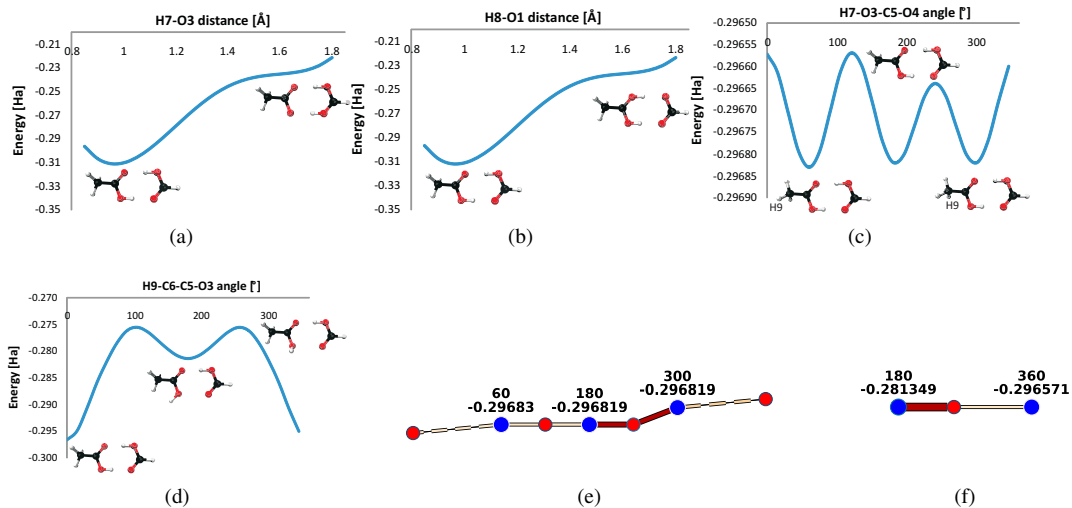 H7-O3 distance [Å]
-0.21
0.8 1 1.2 1.4 1.6 1.8
-0.23
-0.25
-0.27
-0.29
-0.31
-0.33
-0.35
Energy [Ha]
(a)
H8-O1 distance [Å]
-0.21
0.8 1 1.2 1.4 1.6 1.8
-0.23
-0.25
-0.27
-0.29
-0.31
-0.33
-0.35
Energy [Ha]
(b)
H7-O3-C5-O4 angle [°]
-0.29650
0 100 200 300
-0.29655
-0.29660
-0.29665
-0.29670
-0.29675
-0.29680
-0.29685
-0.29690
Energy [Ha]
H9
H9
(c)
H9-C6-C5-O3 angle [°]
-0.270
0 100 200 300
-0.275
-0.280
-0.285
-0.290
-0.295
-0.300
Energy [Ha]
(d)
60
-0.29683
180
-0.296819
300
-0.296819
(e)
180
-0.281349
360
-0.296571
(f)